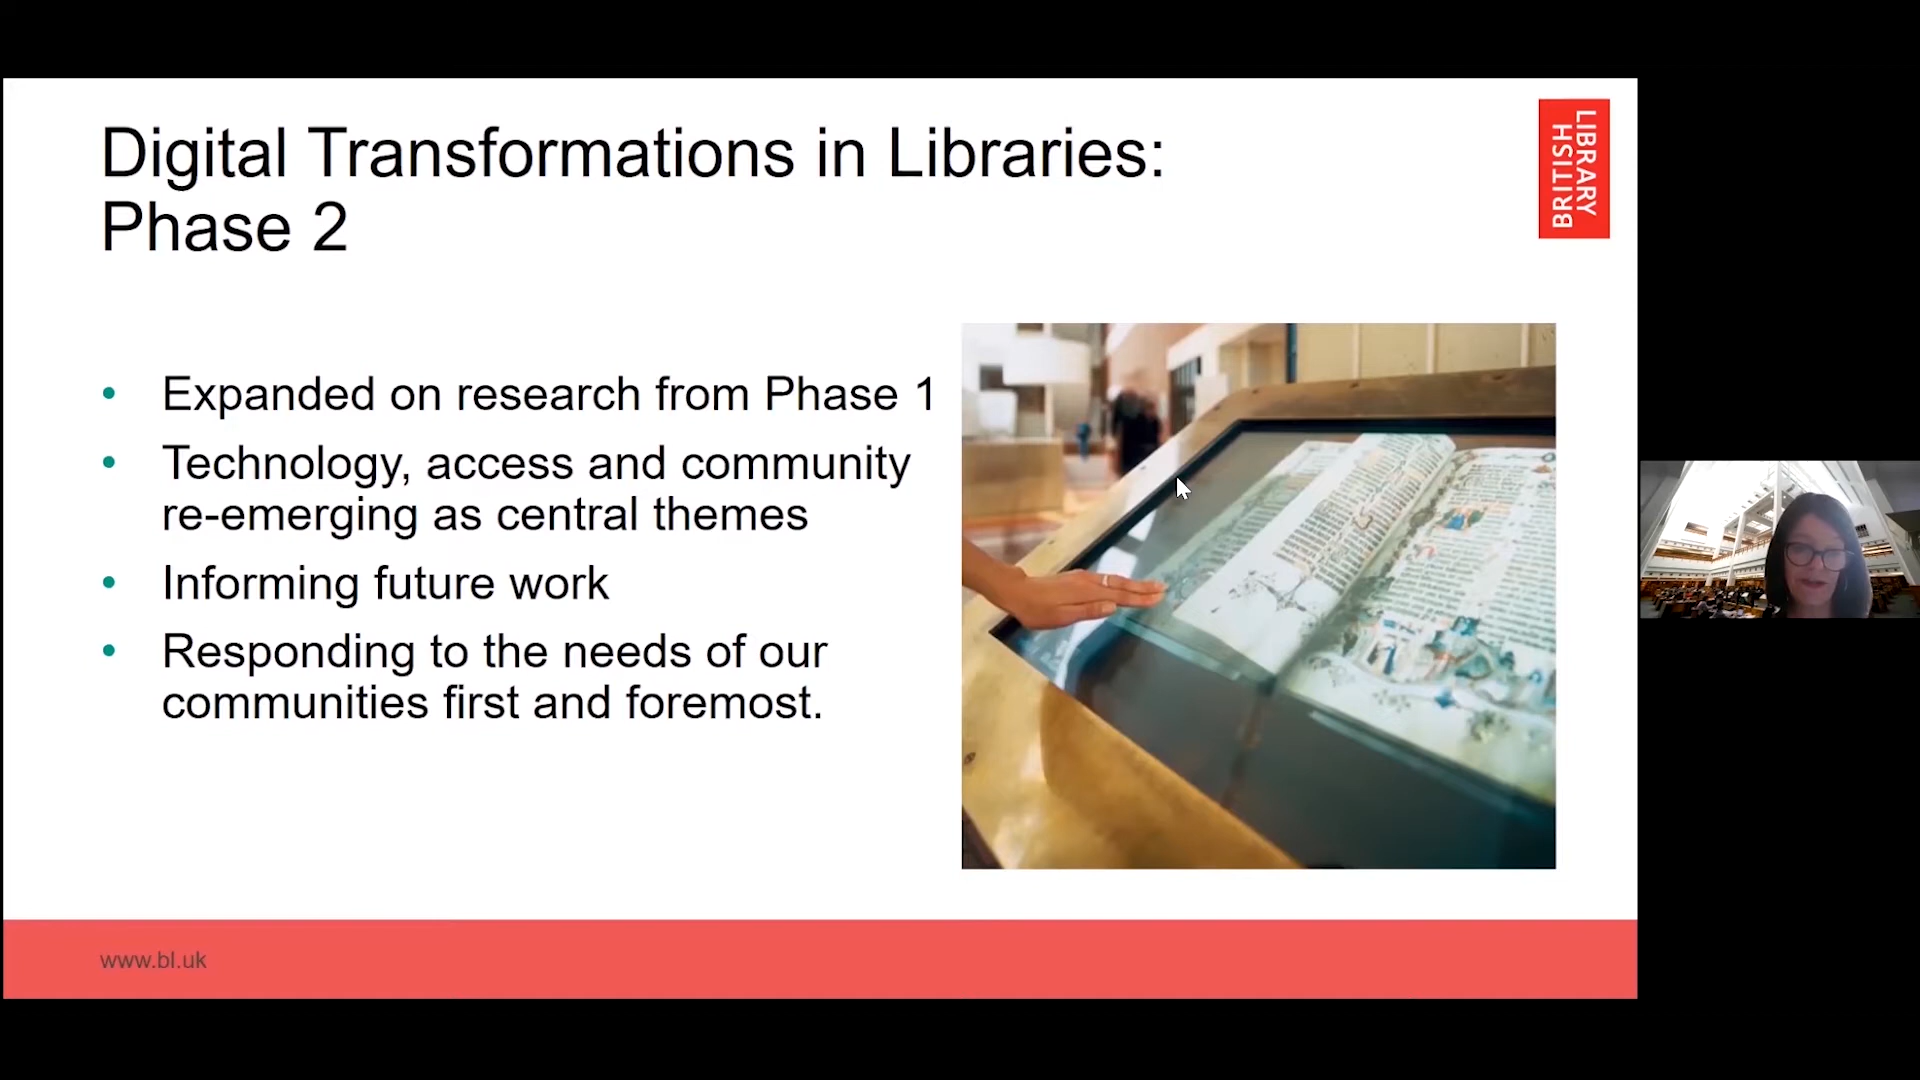 Digital Transformations in Libraries:
Phase 2
BRITISH
LIBRARY
• Expanded on research from Phase 1
• Technology, access and community
re-emerging as central themes
• Informing future work
• Responding to the needs of our
communities first and foremost.
www.bl.uk